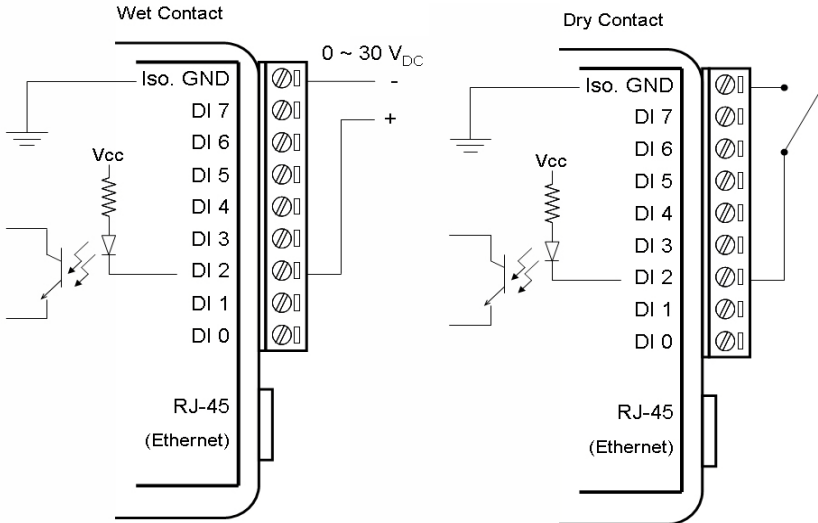 Wet Contact
0 ~ 30 VDC
Iso. GND
-
DI 7
+
DI 6
Vcc
DI 5
DI 4
DI 3
DI 2
DI 1
DI 0
RJ-45
(Ethernet)
Dry Contact
Iso. GND
DI 7
DI 6
Vcc
DI 5
DI 4
DI 3
DI 2
DI 1
DI 0
RJ-45
(Ethernet)